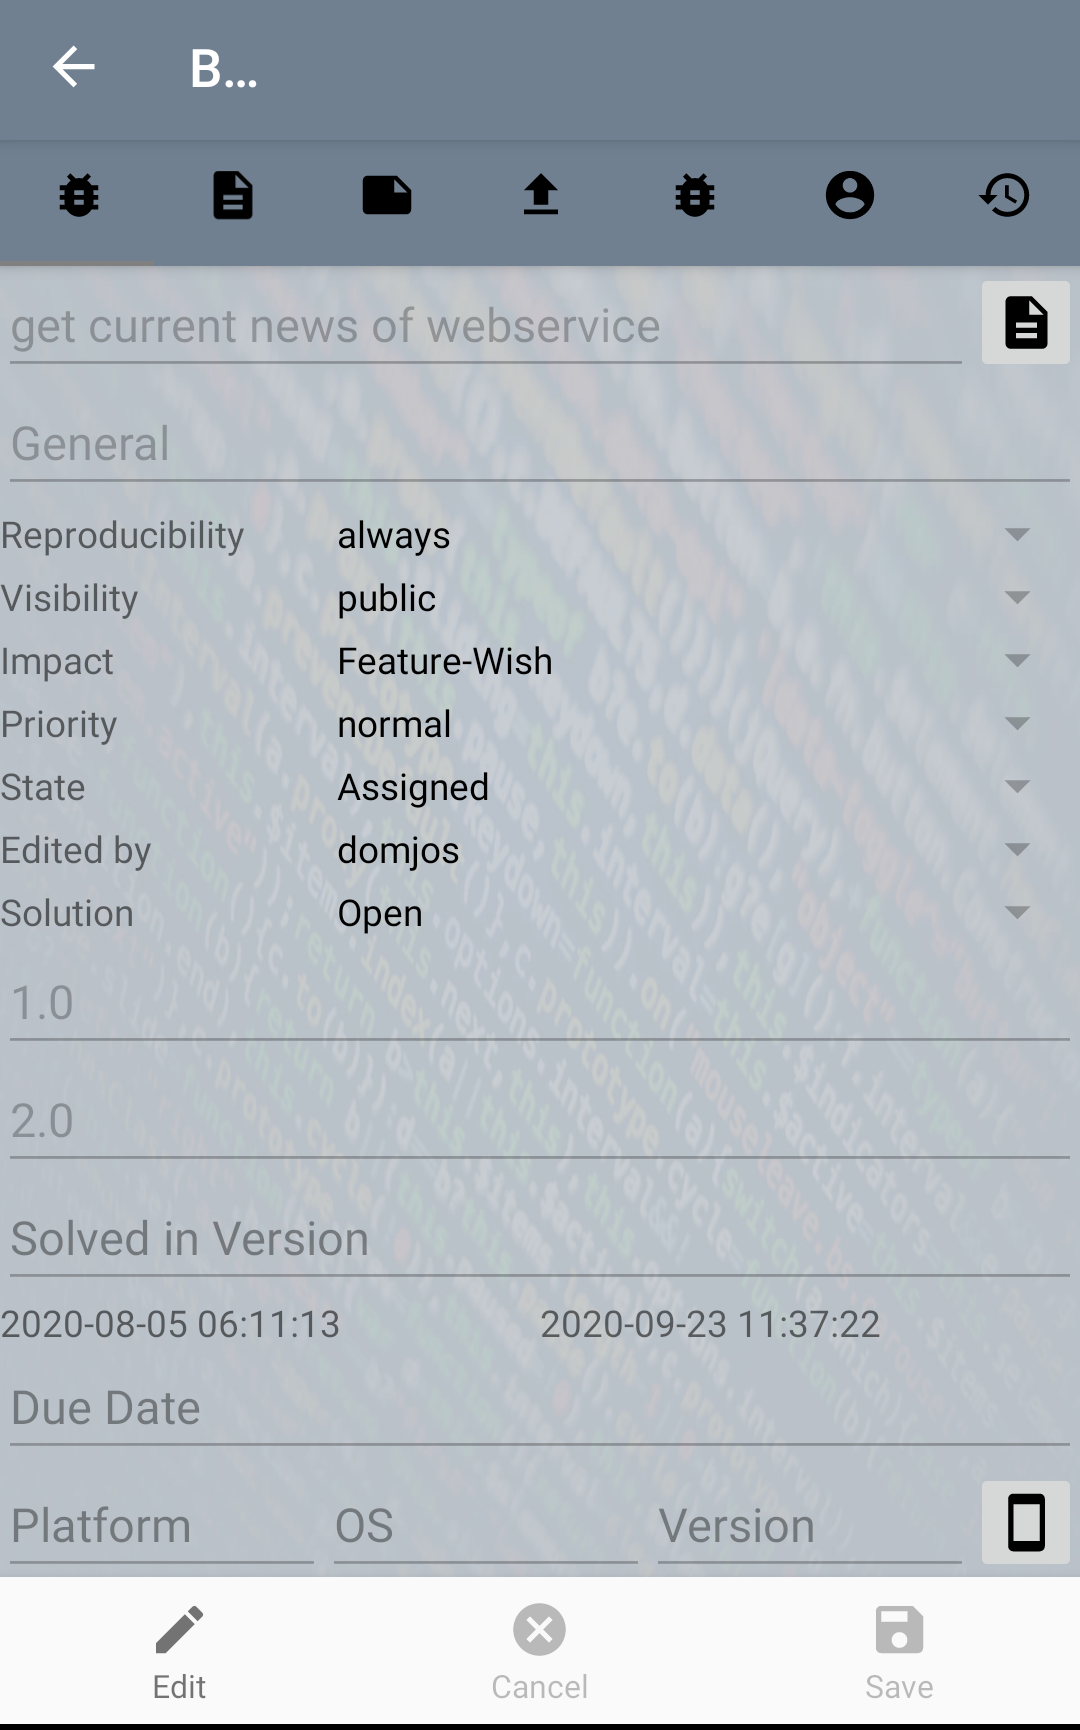 B...
get current news of webservice
General
Reproducibility always
Visibility public
Impact Feature-Wish
Priority normal
State Assigned
Edited by domjos
Solution Open
1.0
2.0
Solved in Version
2020-08-05 06:11:13 2020-09-23 11:37:22
Due Date
Platform OS Version
Edit Cancel Save